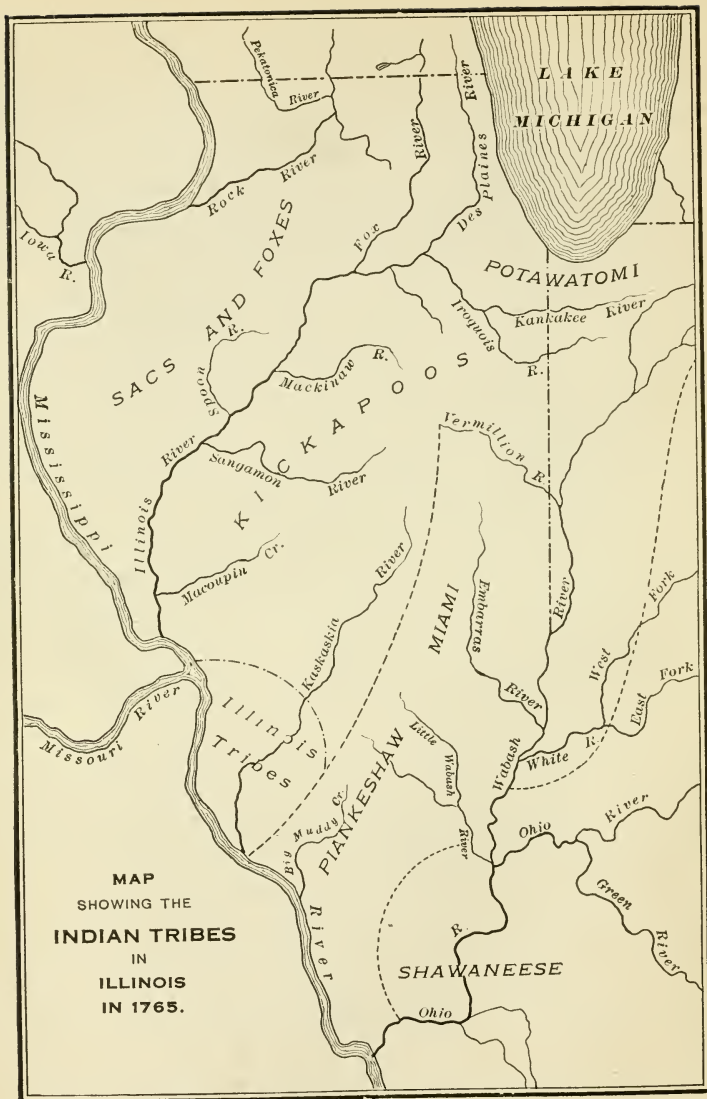 LAKE
MICHIGAN
Pekatonica River
Rock River
Fox River
Des Plaines River
Iowa R.
SACS AND FOXES
POTAWATOMI
Kankakee River
Iroquois R.
Spoon R.
Mackinaw R.
KICKAPOOS
Vermillion R.
Mississippi River
Illinois River
Sangamon River
Macoupin Cr.
Kaskaskia River
MIAMI
Embarras River
Wabash River
West Fork
East Fork
White R.
Missouri River
Illinois
Tribes
Little Wabash River
PIANKESHAW
Big Muddy Cr.
Ohio River
Green River
SHAWANEESE
Ohio R.
MAP
SHOWING THE
INDIAN TRIBES
IN
ILLINOIS
IN 1765.